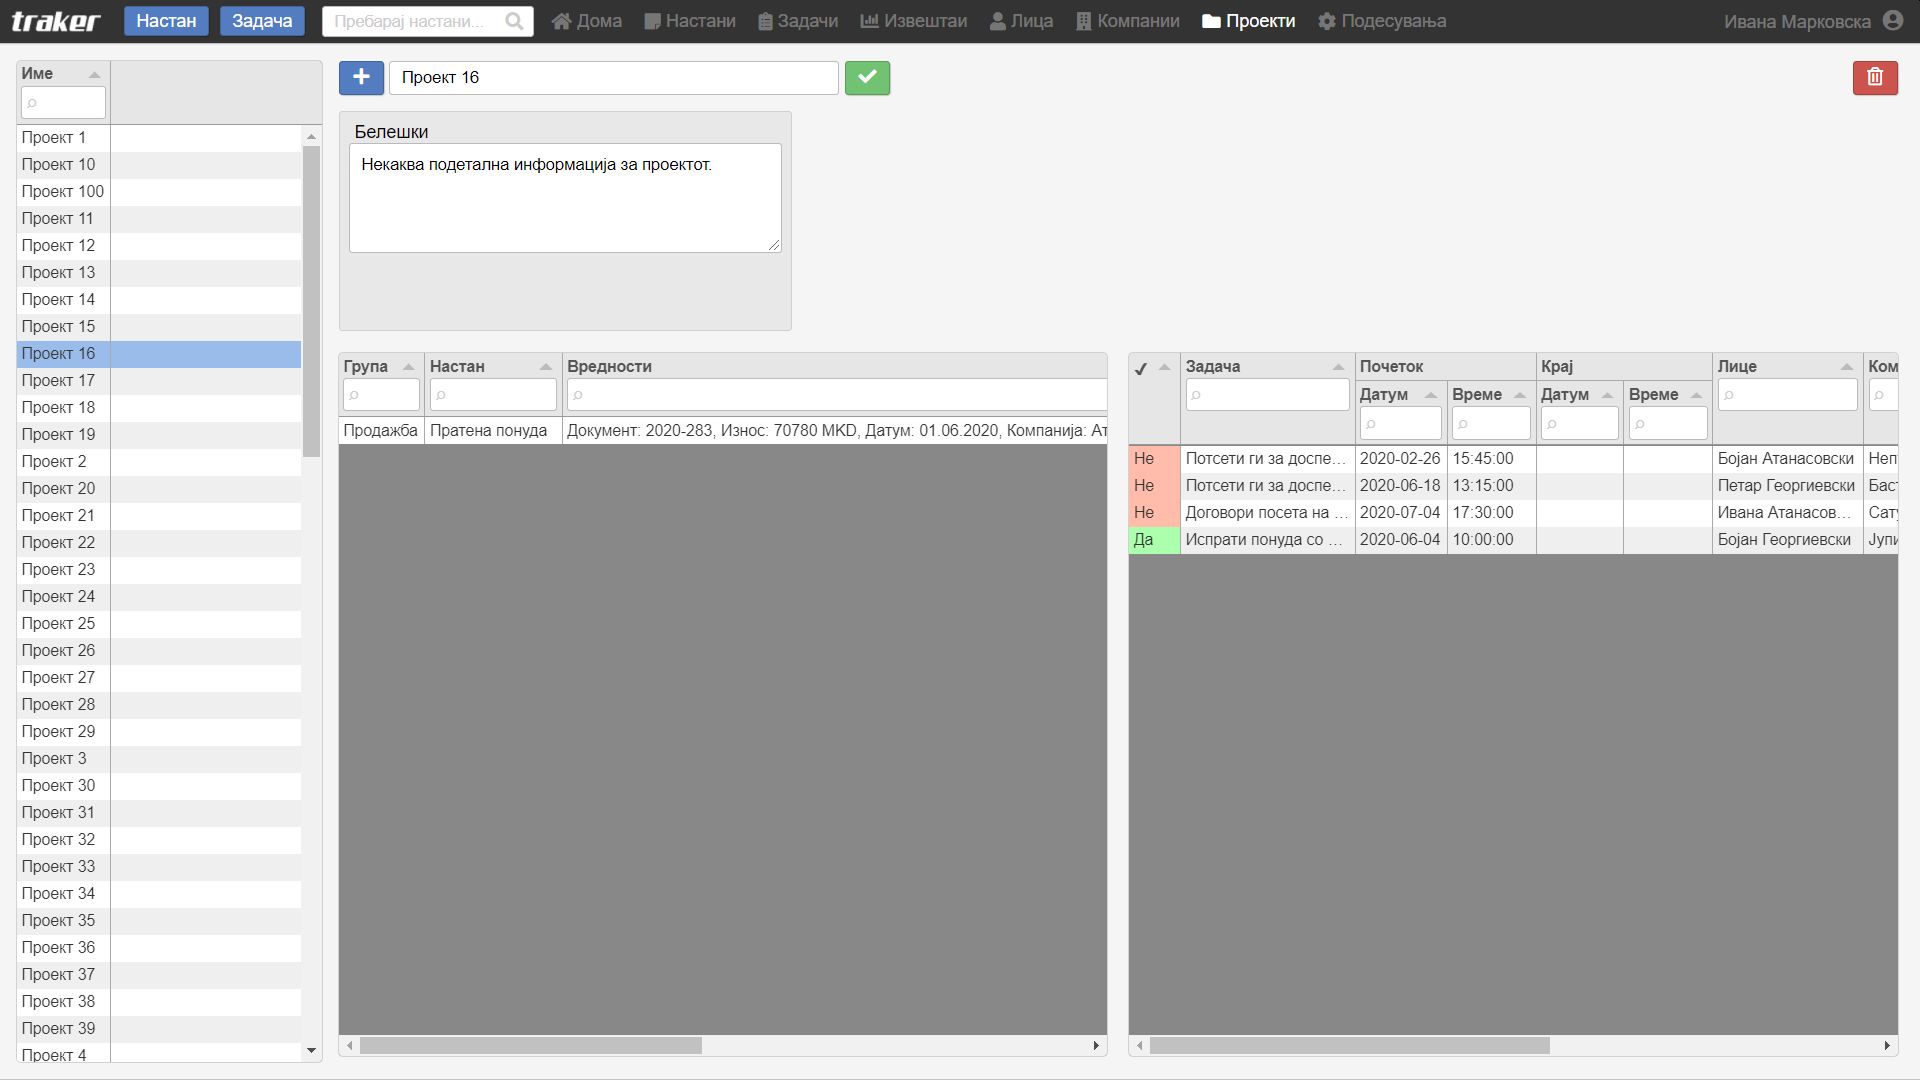 traker Настан Задача Пребарај настани... Дома Настани Задачи Извештаи Лица Компании Проекти Подесувања Ивана Марковска
Име
Проект 1
Проект 10
Проект 100
Проект 11
Проект 12
Проект 13
Проект 14
Проект 15
Проект 16
Проект 17
Проект 18
Проект 19
Проект 2
Проект 20
Проект 21
Проект 22
Проект 23
Проект 24
Проект 25
Проект 26
Проект 27
Проект 28
Проект 29
Проект 3
Проект 30
Проект 31
Проект 32
Проект 33
Проект 34
Проект 35
Проект 36
Проект 37
Проект 38
Проект 39
Проект 4
Проект 16
Белешки
Некаква подетална информација за проектот.
Група Настан Вредности
Продажба Пратена понуда Документ: 2020-283, Износ: 70780 MKD, Датум: 01.06.2020, Компанија: Ат
Задача Почеток Крај Лице Ком
Датум Време Датум Време
Не Потсети ги за доспе... 2020-02-26 15:45:00 Бојан Атанасовски Неп
Не Потсети ги за доспе... 2020-06-18 13:15:00 Петар Георгиевски Бас
Не Договори посета на ... 2020-07-04 17:30:00 Ивана Атанасов... Сату
Да Испрати понуда со ... 2020-06-04 10:00:00 Бојан Георгиевски Јупи